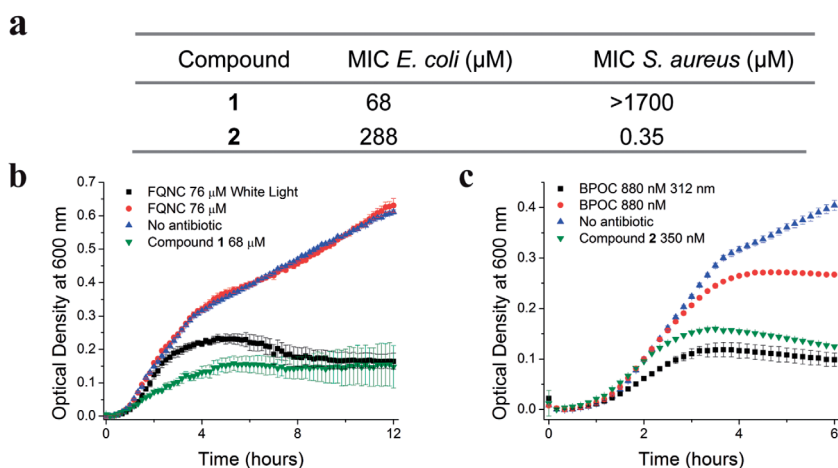 a
Compound MIC E. coli (µM) MIC S. aureus (µM)
1 68 >1700
2 288 0.35
b
FQNC 76 µM White Light
FQNC 76 µM
No antibiotic
Compound 1 68 µM
Optical Density at 600 nm
0.7
0.6
0.5
0.4
0.3
0.2
0.1
0.0
0 4 8 12
Time (hours)
c
BPOC 880 nM 312 nm
BPOC 880 nM
No antibiotic
Compound 2 350 nM
Optical Density at 600 nm
0.4
0.3
0.2
0.1
0.0
0 2 4 6
Time (hours)